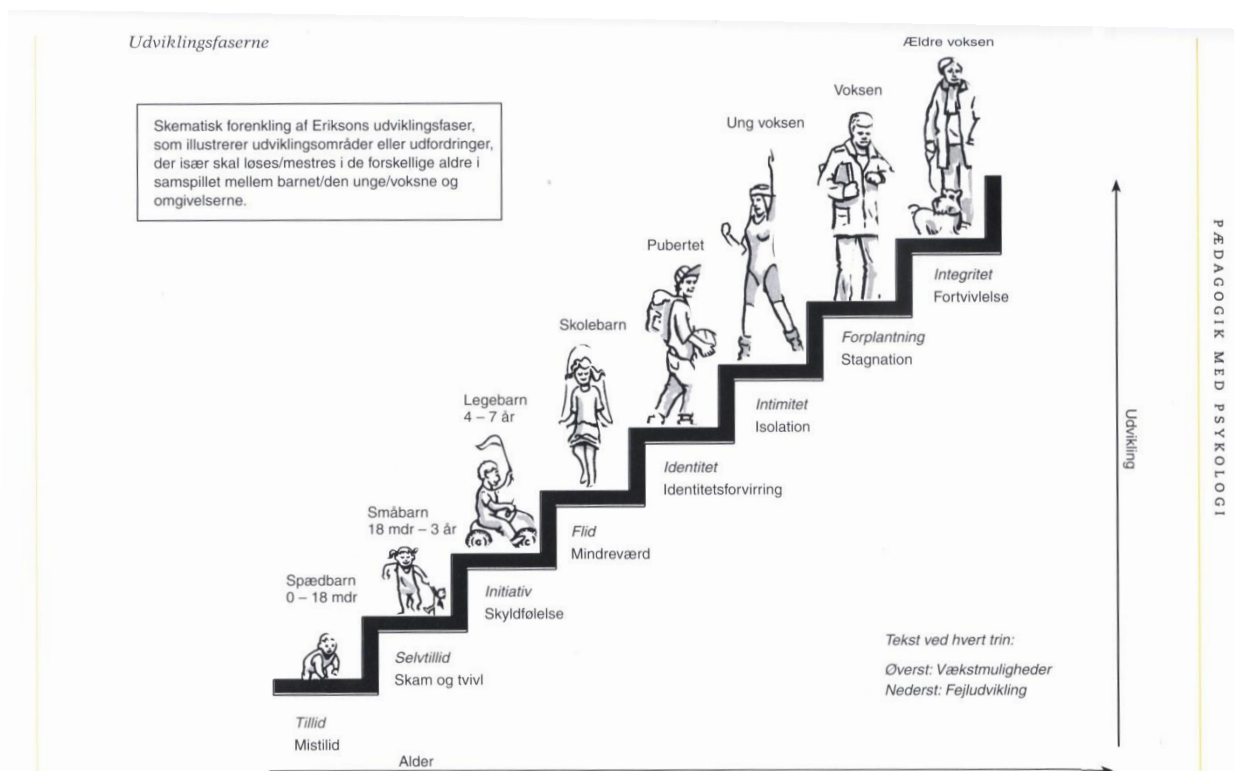 Udviklingsfaserne
Skematisk forenkling af Eriksons udviklingsfaser,
som illustrerer udviklingsområder eller udfordringer,
der især skal løses/mestres i de forskellige aldre i
samspillet mellem barnet/den unge/voksne og
omgivelserne.
Spædbarn
0 – 18 mdr
Tillid
Mistilid
Småbarn
18 mdr – 3 år
Selvtillid
Skam og tvivl
Legebarn
4 – 7 år
Initiativ
Skyldfølelse
Skolebarn
Flid
Mindreværd
Pubertet
Identitet
Identitetsforvirring
Ung voksen
Intimitet
Isolation
Voksen
Forplantning
Stagnation
Ældre voksen
Integritet
Fortvivlelse
Tekst ved hvert trin:
Øverst: Vækstmuligheder
Nederst: Fejludvikling
Alder
Udvikling
PÆDAGOGIK MED PSYKOLOGI